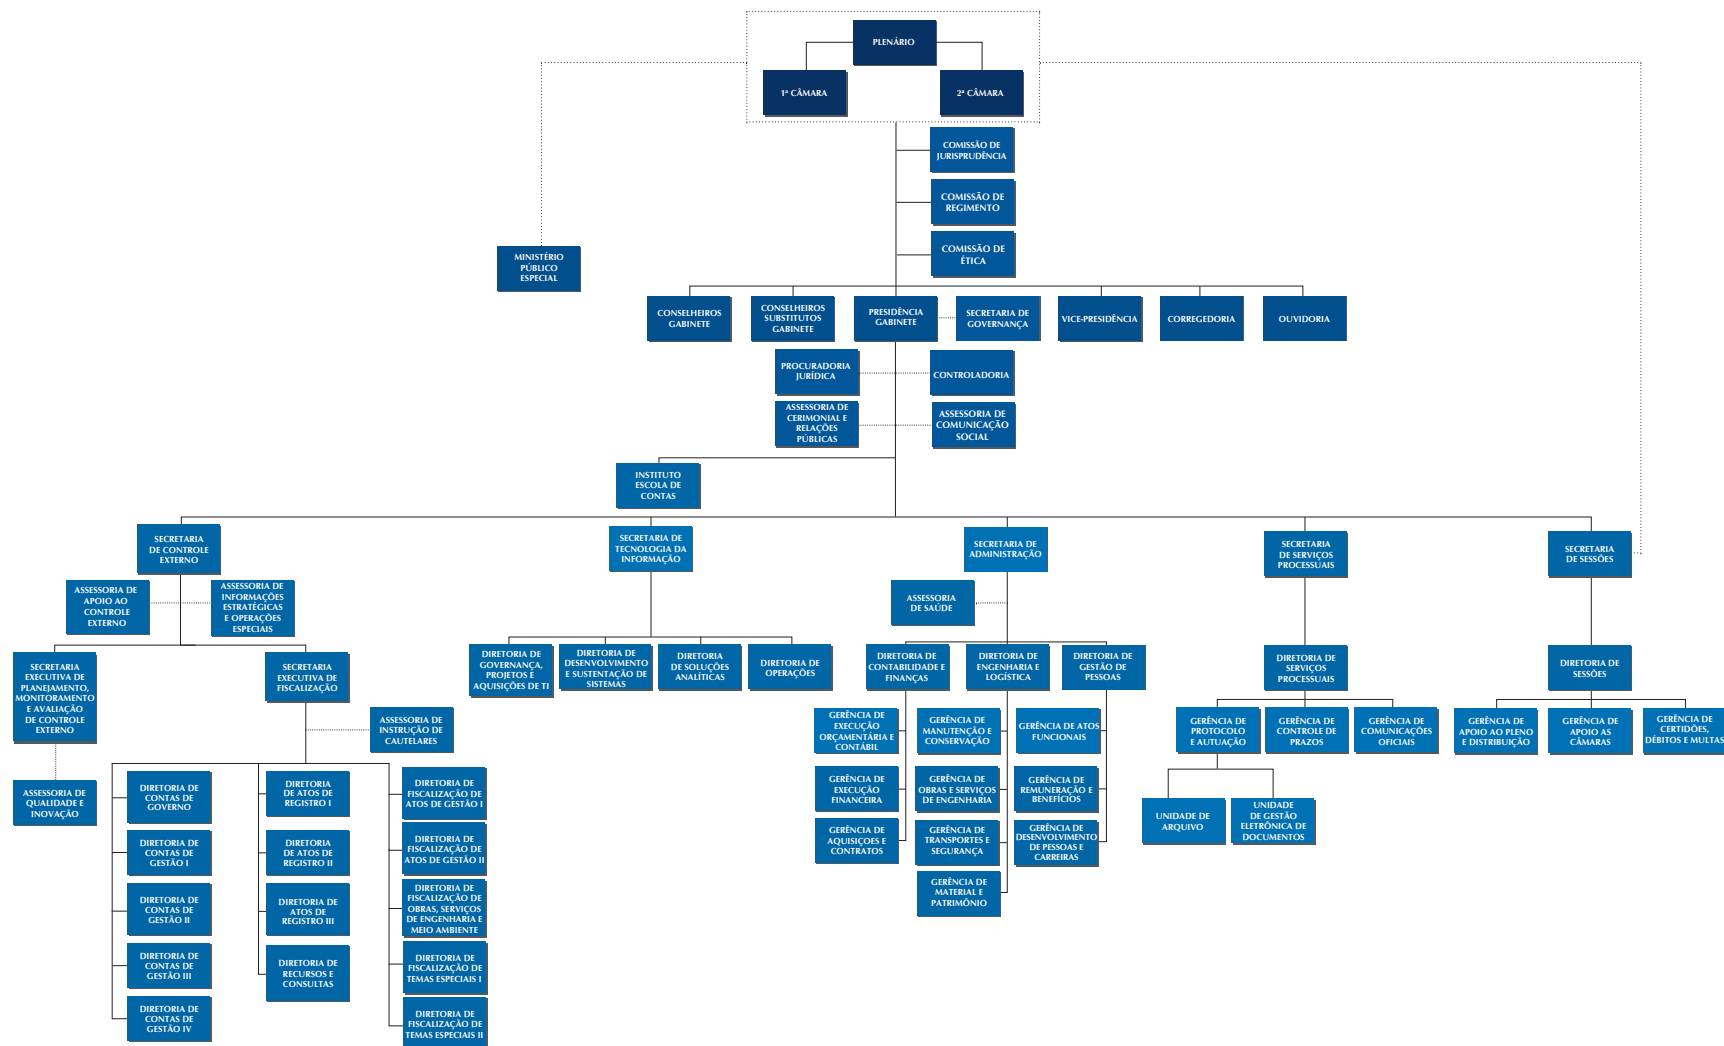 PLENÁRIO
1ª CÂMARA
2ª CÂMARA
COMISSÃO DE
JURISPRUDÊNCIA
COMISSÃO DE
REGIMENTO
COMISSÃO DE
ÉTICA
MINISTÉRIO
PÚBLICO
ESPECIAL
CONSELHEIROS
GABINETE
CONSELHEIROS
SUBSTITUTOS
GABINETE
PRESIDÊNCIA
GABINETE
SECRETARIA DE
GOVERNANÇA
VICE-PRESIDÊNCIA
CORREGEDORIA
OUVIDORIA
PROCURADORIA
JURÍDICA
CONTROLADORIA
ASSESSORIA DE
CERIMONIAL E
RELAÇÕES
PÚBLICAS
ASSESSORIA DE
COMUNICAÇÃO
SOCIAL
INSTITUTO
ESCOLA DE
CONTAS
SECRETARIA
DE CONTROLE
EXTERNO
SECRETARIA DE
TECNOLOGIA DA
INFORMAÇÃO
SECRETARIA DE
ADMINISTRAÇÃO
SECRETARIA
DE SERVIÇOS
PROCESSUAIS
SECRETARIA
DE SESSÕES
ASSESSORIA DE
APOIO AO
CONTROLE
EXTERNO
ASSESSORIA DE
INFORMAÇÕES
ESTRATÉGICAS
E OPERAÇÕES
ESPECIAIS
ASSESSORIA
DE SAÚDE
SECRETARIA
EXECUTIVA DE
PLANEJAMENTO,
MONITORAMENTO
E AVALIAÇÃO
DE CONTROLE
EXTERNO
SECRETARIA
EXECUTIVA DE
FISCALIZAÇÃO
DIRETORIA DE
GOVERNANÇA,
PROJETOS E
AQUISIÇÕES DE TI
DIRETORIA DE
DESENVOLVIMENTO
E SUSTENTAÇÃO DE
SISTEMAS
DIRETORIA
DE SOLUÇÕES
ANALÍTICAS
DIRETORIA DE
OPERAÇÕES
DIRETORIA DE
CONTABILIDADE E
FINANÇAS
DIRETORIA DE
ENGENHARIA E
LOGÍSTICA
DIRETORIA DE
GESTÃO DE
PESSOAS
DIRETORIA DE
SERVIÇOS
PROCESSUAIS
DIRETORIA DE
SESSÕES
ASSESSORIA DE
INSTRUÇÃO DE
CAUTELARES
GERÊNCIA DE
EXECUÇÃO
ORÇAMENTÁRIA E
CONTÁBIL
GERÊNCIA DE
MANUTENÇÃO E
CONSERVAÇÃO
GERÊNCIA DE ATOS
FUNCIONAIS
GERÊNCIA DE
PROTOCOLO
E AUTUAÇÃO
GERÊNCIA DE
CONTROLE DE
PRAZOS
GERÊNCIA DE
COMUNICAÇÕES
OFICIAIS
GERÊNCIA DE
APOIO AO PLENO
E DISTRIBUIÇÃO
GERÊNCIA DE
APOIO AS
CÂMARAS
GERÊNCIA DE
CERTIDÕES,
DÉBITOS E MULTAS
ASSESSORIA DE
QUALIDADE E
INOVAÇÃO
DIRETORIA DE
CONTAS DE
GOVERNO
DIRETORIA
DE ATOS DE
REGISTRO I
DIRETORIA DE
FISCALIZAÇÃO DE
ATOS DE GESTÃO I
GERÊNCIA DE
EXECUÇÃO
FINANCEIRA
GERÊNCIA DE
OBRAS E SERVIÇOS
DE ENGENHARIA
GERÊNCIA DE
REMUNERAÇÃO E
BENEFÍCIOS
UNIDADE DE
ARQUIVO
UNIDADE
DE GESTÃO
ELETRÔNICA DE
DOCUMENTOS
DIRETORIA DE
CONTAS DE
GESTÃO I
DIRETORIA
DE ATOS DE
REGISTRO II
DIRETORIA DE
FISCALIZAÇÃO DE
ATOS DE GESTÃO II
GERÊNCIA DE
AQUISIÇOES E
CONTRATOS
GERÊNCIA DE
TRANSPORTES E
SEGURANÇA
GERÊNCIA DE
DESENVOLVIMENTO
DE PESSOAS E
CARREIRAS
DIRETORIA DE
CONTAS DE
GESTÃO II
DIRETORIA DE
ATOS DE
REGISTRO III
DIRETORIA DE
FISCALIZAÇÃO DE
OBRAS, SERVIÇOS
DE ENGENHARIA E
MEIO AMBIENTE
GERÊNCIA DE
MATERIAL E
PATRIMÔNIO
DIRETORIA DE
CONTAS DE
GESTÃO III
DIRETORIA DE
RECURSOS E
CONSULTAS
DIRETORIA DE
FISCALIZAÇÃO DE
TEMAS ESPECIAIS I
DIRETORIA DE
CONTAS DE
GESTÃO IV
DIRETORIA DE
FISCALIZAÇÃO DE
TEMAS ESPECIAIS II